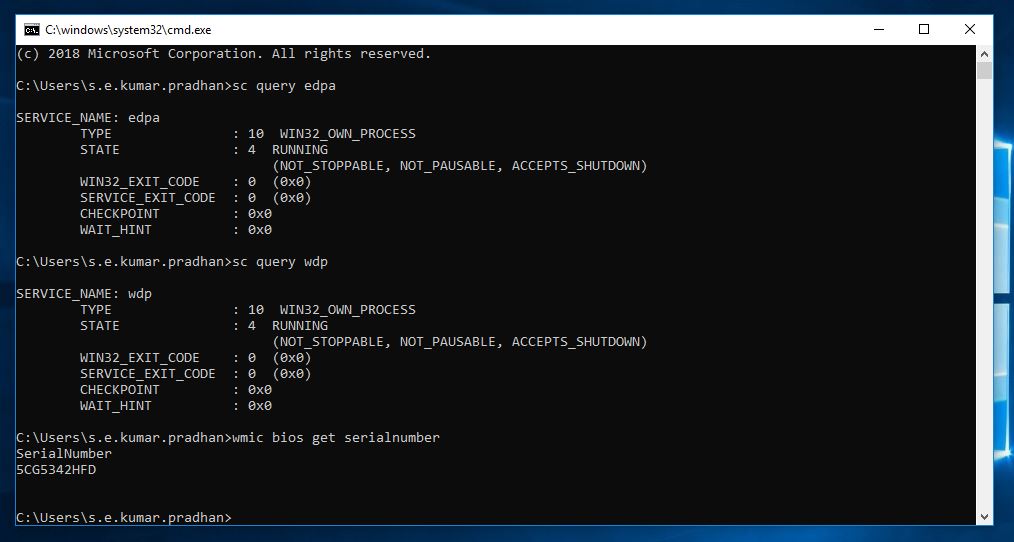 C:\windows\system32\cmd.exe
(c) 2018 Microsoft Corporation. All rights reserved.
C:\Users\s.e.kumar.pradhan>sc query edpa
SERVICE_NAME: edpa
TYPE : 10 WIN32_OWN_PROCESS
STATE : 4 RUNNING
(NOT_STOPPABLE, NOT_PAUSABLE, ACCEPTS_SHUTDOWN)
WIN32_EXIT_CODE : 0 (0x0)
SERVICE_EXIT_CODE : 0 (0x0)
CHECKPOINT : 0x0
WAIT_HINT : 0x0
C:\Users\s.e.kumar.pradhan>sc query wdp
SERVICE_NAME: wdp
TYPE : 10 WIN32_OWN_PROCESS
STATE : 4 RUNNING
(NOT_STOPPABLE, NOT_PAUSABLE, ACCEPTS_SHUTDOWN)
WIN32_EXIT_CODE : 0 (0x0)
SERVICE_EXIT_CODE : 0 (0x0)
CHECKPOINT : 0x0
WAIT_HINT : 0x0
C:\Users\s.e.kumar.pradhan>wmic bios get serialnumber
SerialNumber
5CG5342HFD
C:\Users\s.e.kumar.pradhan>